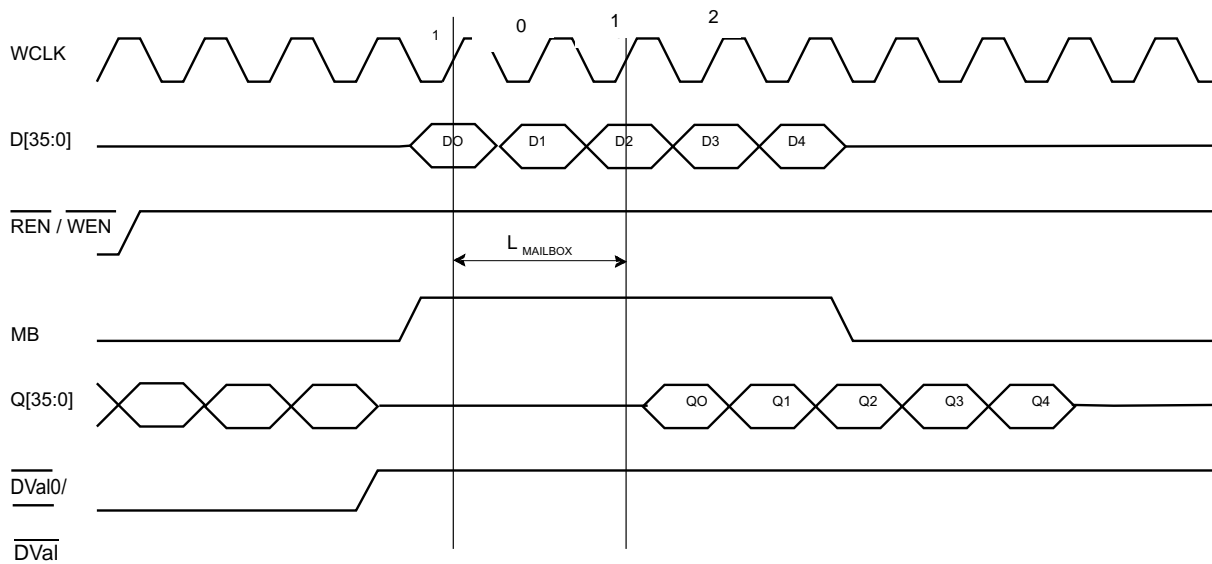 1 0 1 2
WCLK
D[35:0]
DO D1 D2 D3 D4
REN / WEN
L MAILBOX
MB
Q[35:0]
QO Q1 Q2 Q3 Q4
DVal0/
DVal